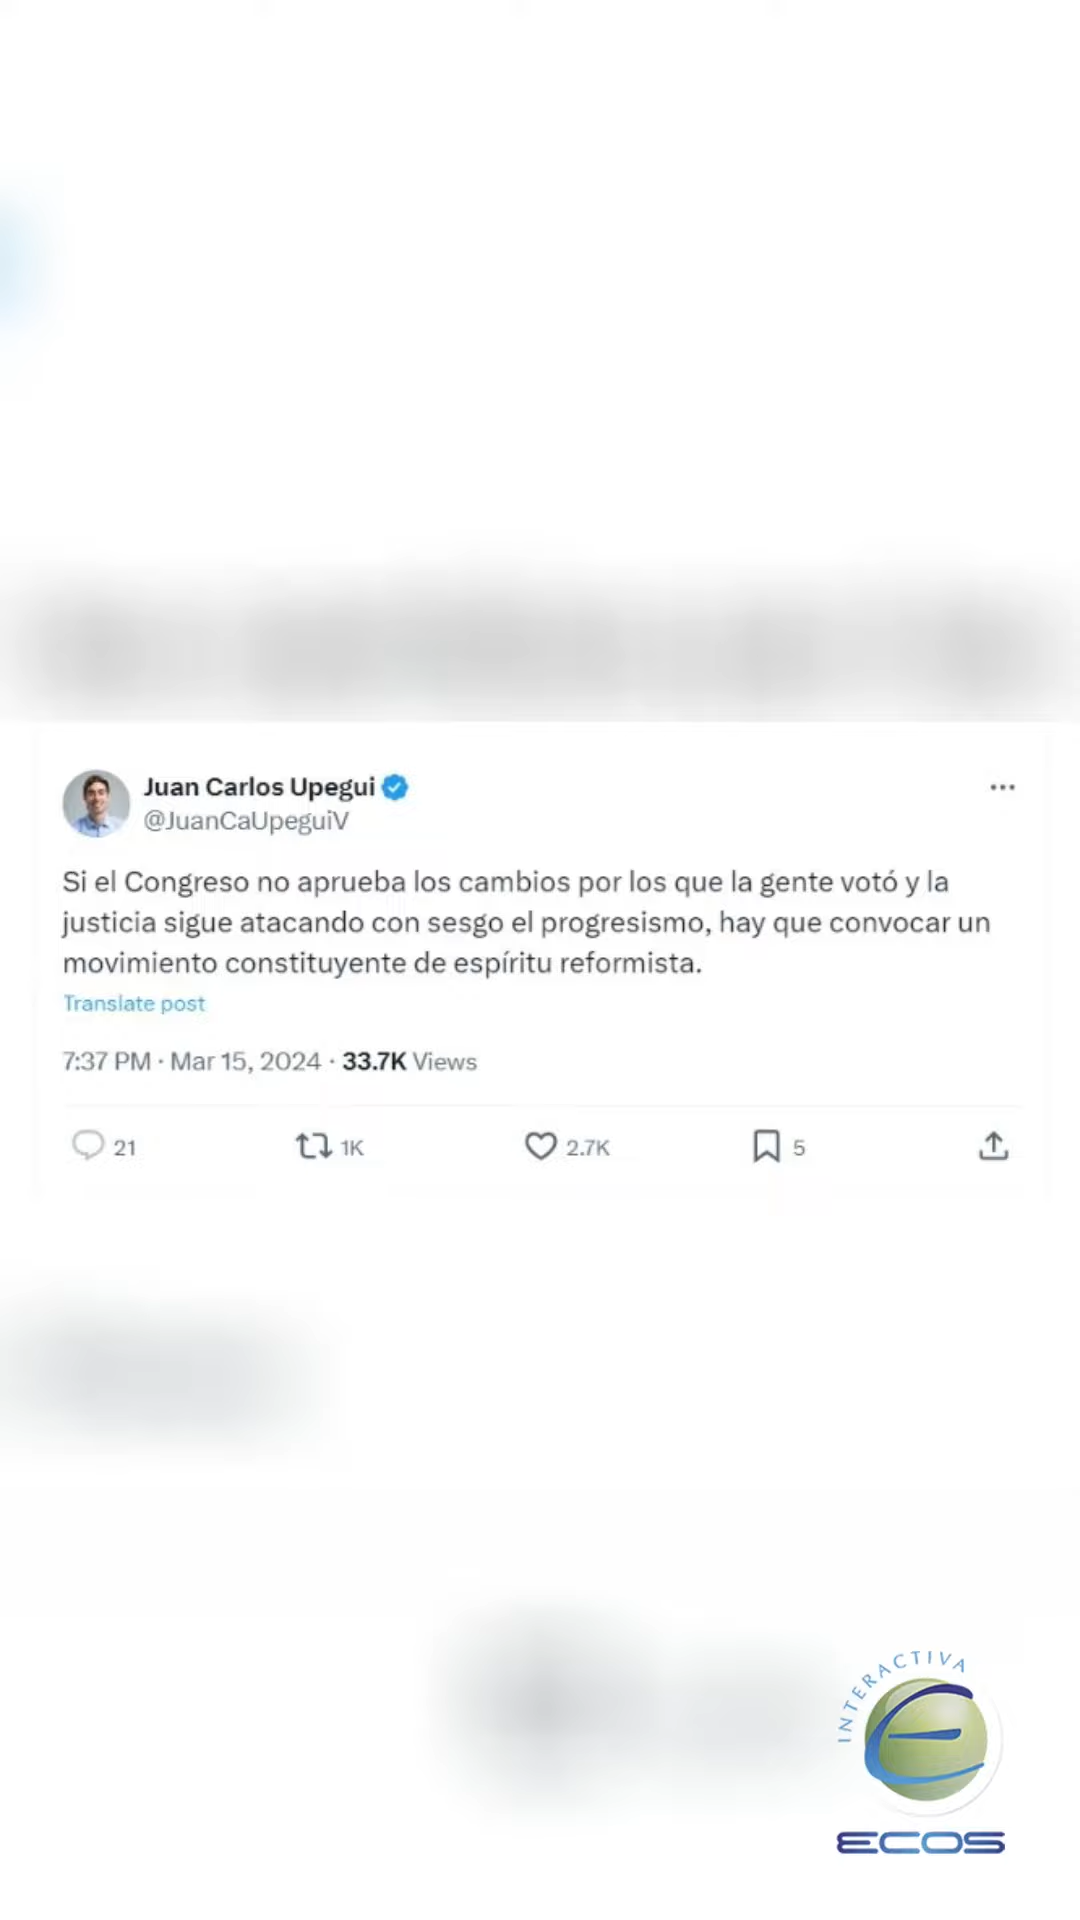 Juan Carlos Upegui
@JuanCaUpeguiV
Si el Congreso no aprueba los cambios por los que la gente votó y la
justicia sigue atacando con sesgo el progresismo, hay que convocar un
movimiento constituyente de espíritu reformista.
Translate post
7:37 PM · Mar 15, 2024 · 33.7K Views
21 1K 2.7K 5
INTERACTIVA
ECOS